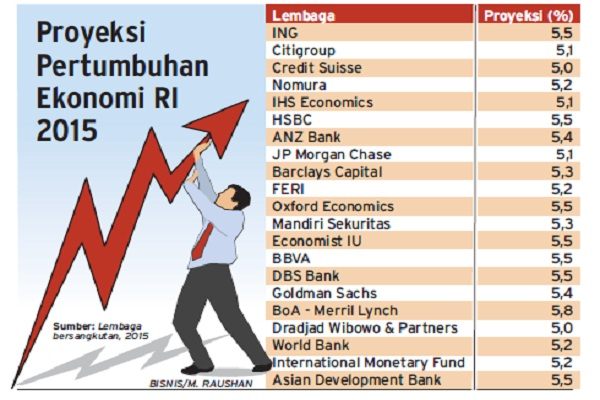 Proyeksi
Pertumbuhan
Ekonomi RI
2015
Sumber: Lembaga
bersangkutan, 2015
BISNIS/M. RAUSHAN
Lembaga Proyeksi (%)
ING 5,5
Citigroup 5,1
Credit Suisse 5,0
Nomura 5,2
IHS Economics 5,1
HSBC 5,5
ANZ Bank 5,4
JP Morgan Chase 5,1
Barclays Capital 5,3
FERI 5,2
Oxford Economics 5,5
Mandiri Sekuritas 5,3
Economist IU 5,5
BBVA 5,5
DBS Bank 5,5
Goldman Sachs 5,4
BoA - Merril Lynch 5,8
Dradjad Wibowo & Partners 5,0
World Bank 5,2
International Monetary Fund 5,2
Asian Development Bank 5,5